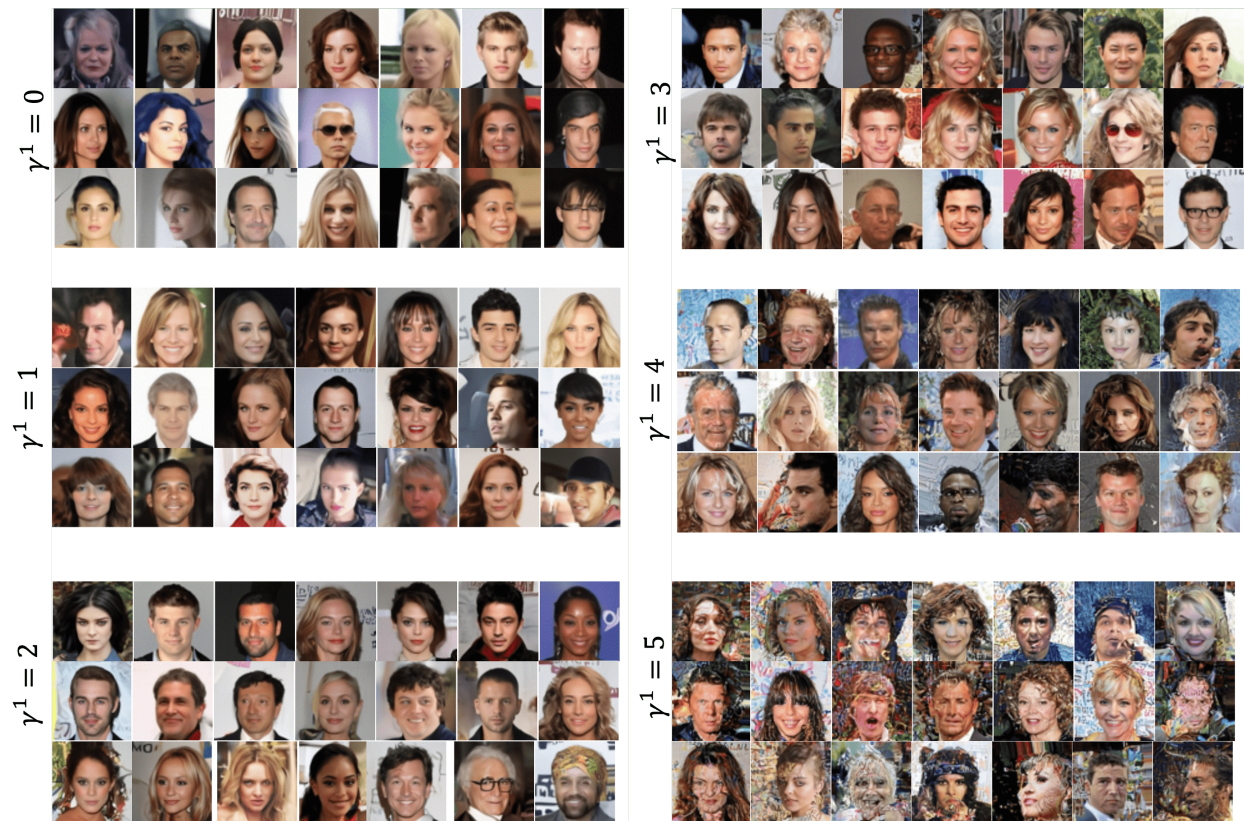 γ¹ = 0
γ¹ = 1
γ¹ = 2
γ¹ = 3
γ¹ = 4
γ¹ = 5